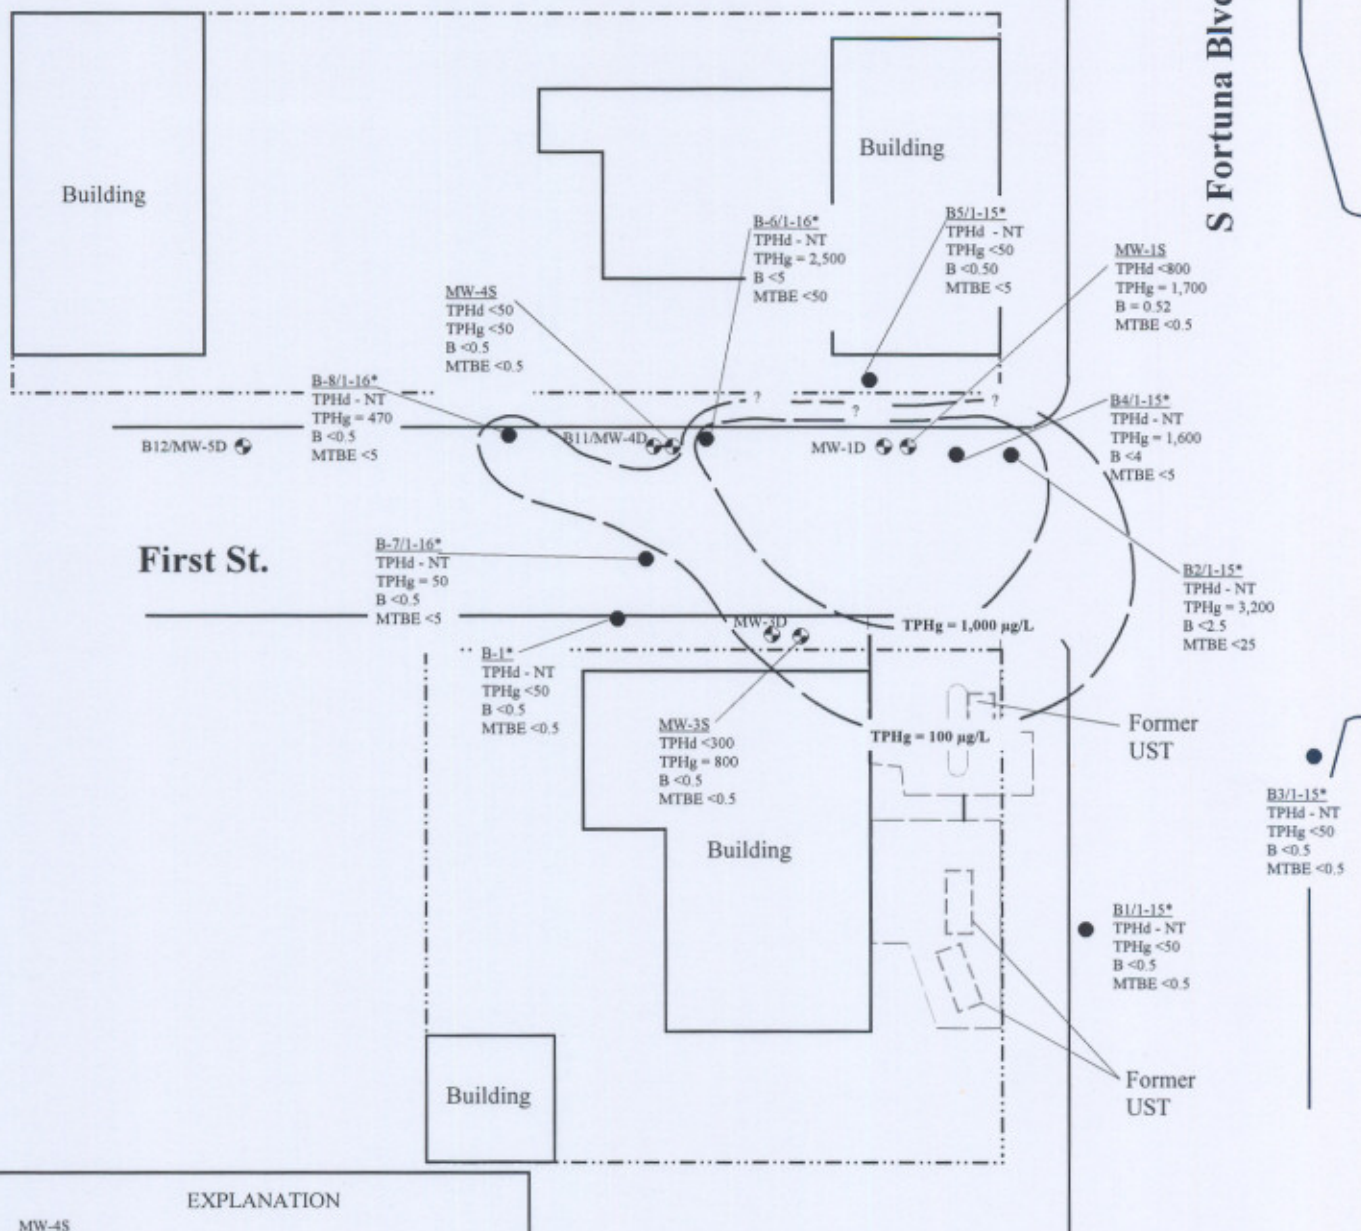 S Fortuna Blvd
Building
Building
B-6/1-16*
TPHd - NT
TPHg = 2,500
B <5
MTBE <50
B5/1-15*
TPHd - NT
TPHg <50
B <0.50
MTBE <5
MW-1S
TPHd <800
TPHg = 1,700
B = 0.52
MTBE <0.5
MW-4S
TPHd <50
TPHg <50
B <0.5
MTBE <0.5
B-8/1-16*
TPHd - NT
TPHg = 470
B <0.5
MTBE <5
?
?
?
B4/1-15*
TPHd - NT
TPHg = 1,600
B <4
MTBE <5
B12/MW-5D
B11/MW-4D
MW-1D
First St.
B-7/1-16*
TPHd - NT
TPHg = 50
B <0.5
MTBE <5
B2/1-15*
TPHd - NT
TPHg = 3,200
B <2.5
MTBE <25
MW-3D
TPHg = 1,000 µg/L
B-1*
TPHd - NT
TPHg <50
B <0.5
MTBE <0.5
MW-3S
TPHd <300
TPHg = 800
B <0.5
MTBE <0.5
TPHg = 100 µg/L
Former
UST
B3/1-15*
TPHd - NT
TPHg <50
B <0.5
MTBE <0.5
Building
B1/1-15*
TPHd - NT
TPHg <50
B <0.5
MTBE <0.5
Former
UST
Building
EXPLANATION
MW-4S